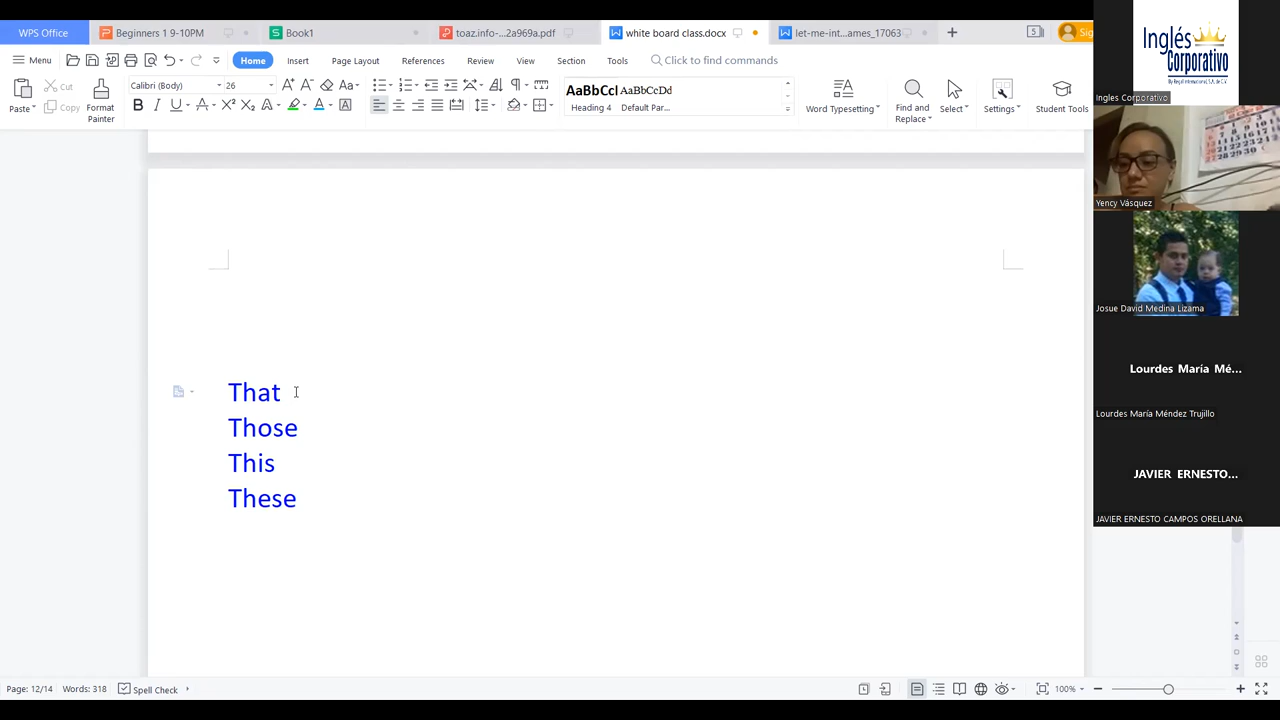 WPS Office
Beginners 1 9-10PM
Book1
toaz.info-...2a969a.pdf
white board class.docx
let-me-int...ames_17063
5
Sig
Menu
Home
Insert
Page Layout
References
Review
View
Section
Tools
Click to find commands
Paste
Cut
Copy
Format Painter
Calibri (Body)
26
AaBbCcI
Heading 4
AaBbCcDd
Default Par...
Word Typesetting
Find and Replace
Select
Settings
Student Tools
That
Those
This
These
Page: 12/14
Words: 318
Spell Check
100%
Inglés
Corporativo
Ingles Corporativo
Yency Vásquez
Josue David Medina Lizama
Lourdes María Mé...
Lourdes María Méndez Trujillo
JAVIER ERNESTO...
JAVIER ERNESTO CAMPOS ORELLANA